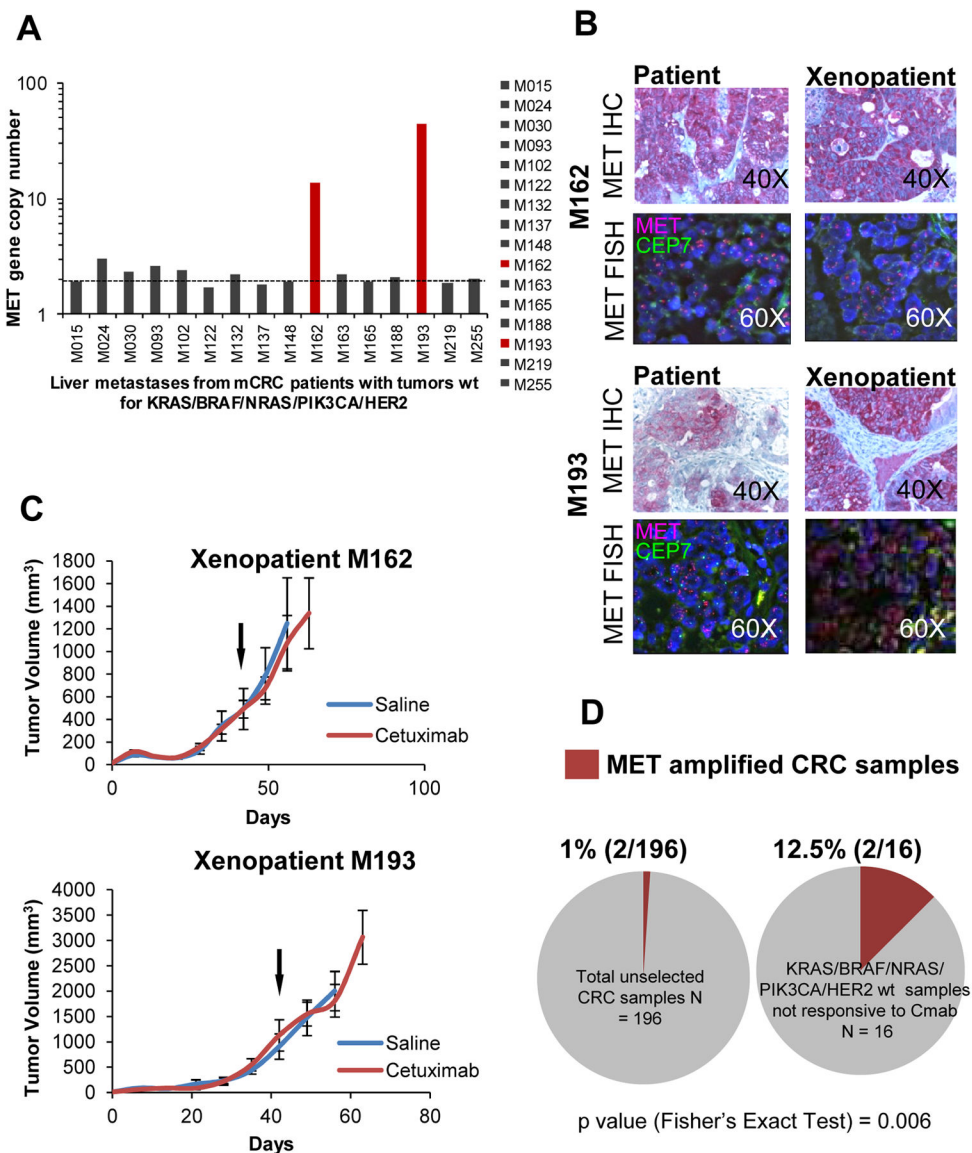 A
100
10
1
MET gene copy number
M015
M024
M030
M093
M102
M122
M132
M137
M148
M162
M163
M165
M188
M193
M219
M255
Liver metastases from mCRC patients with tumors wt
for KRAS/BRAF/NRAS/PIK3CA/HER2
M015
M024
M030
M093
M102
M122
M132
M137
M148
M162
M163
M165
M188
M193
M219
M255
B
Patient
Xenopatient
M162
MET IHC
40X
40X
MET FISH
MET
CEP7
60X
60X
Patient
Xenopatient
M193
MET IHC
40X
40X
MET FISH
MET
CEP7
60X
60X
C
Xenopatient M162
Tumor Volume (mm³)
1800
1600
1400
1200
1000
800
600
400
200
0
0
50
100
Days
Saline
Cetuximab
Xenopatient M193
Tumor Volume (mm³)
4000
3500
3000
2500
2000
1500
1000
500
0
0
20
40
60
80
Days
Saline
Cetuximab
D
MET amplified CRC samples
1% (2/196)
12.5% (2/16)
Total unselected
CRC samples N
= 196
KRAS/BRAF/NRAS/
PIK3CA/HER2 wt samples
not responsive to Cmab
N = 16
p value (Fisher's Exact Test) = 0.006